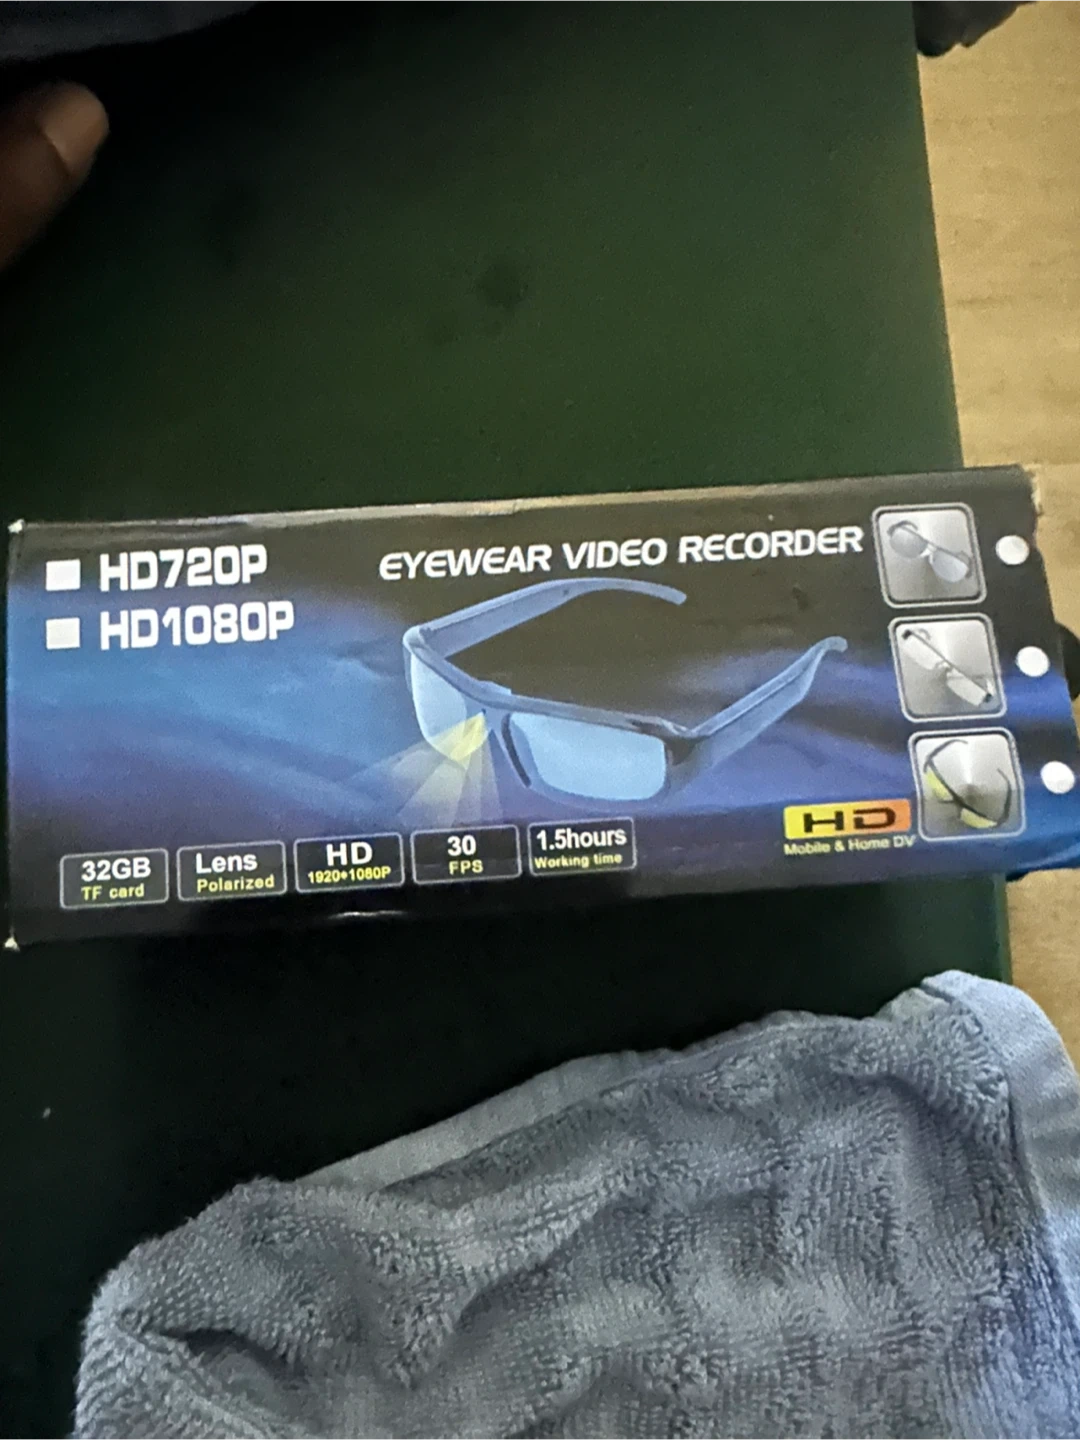 HD720P
HD1080P
EYEWEAR VIDEO RECORDER
32GB
TF card
Lens
Polarized
HD
1920*1080P
30
FPS
1.5hours
Working time
HD
Mobile & Home DV